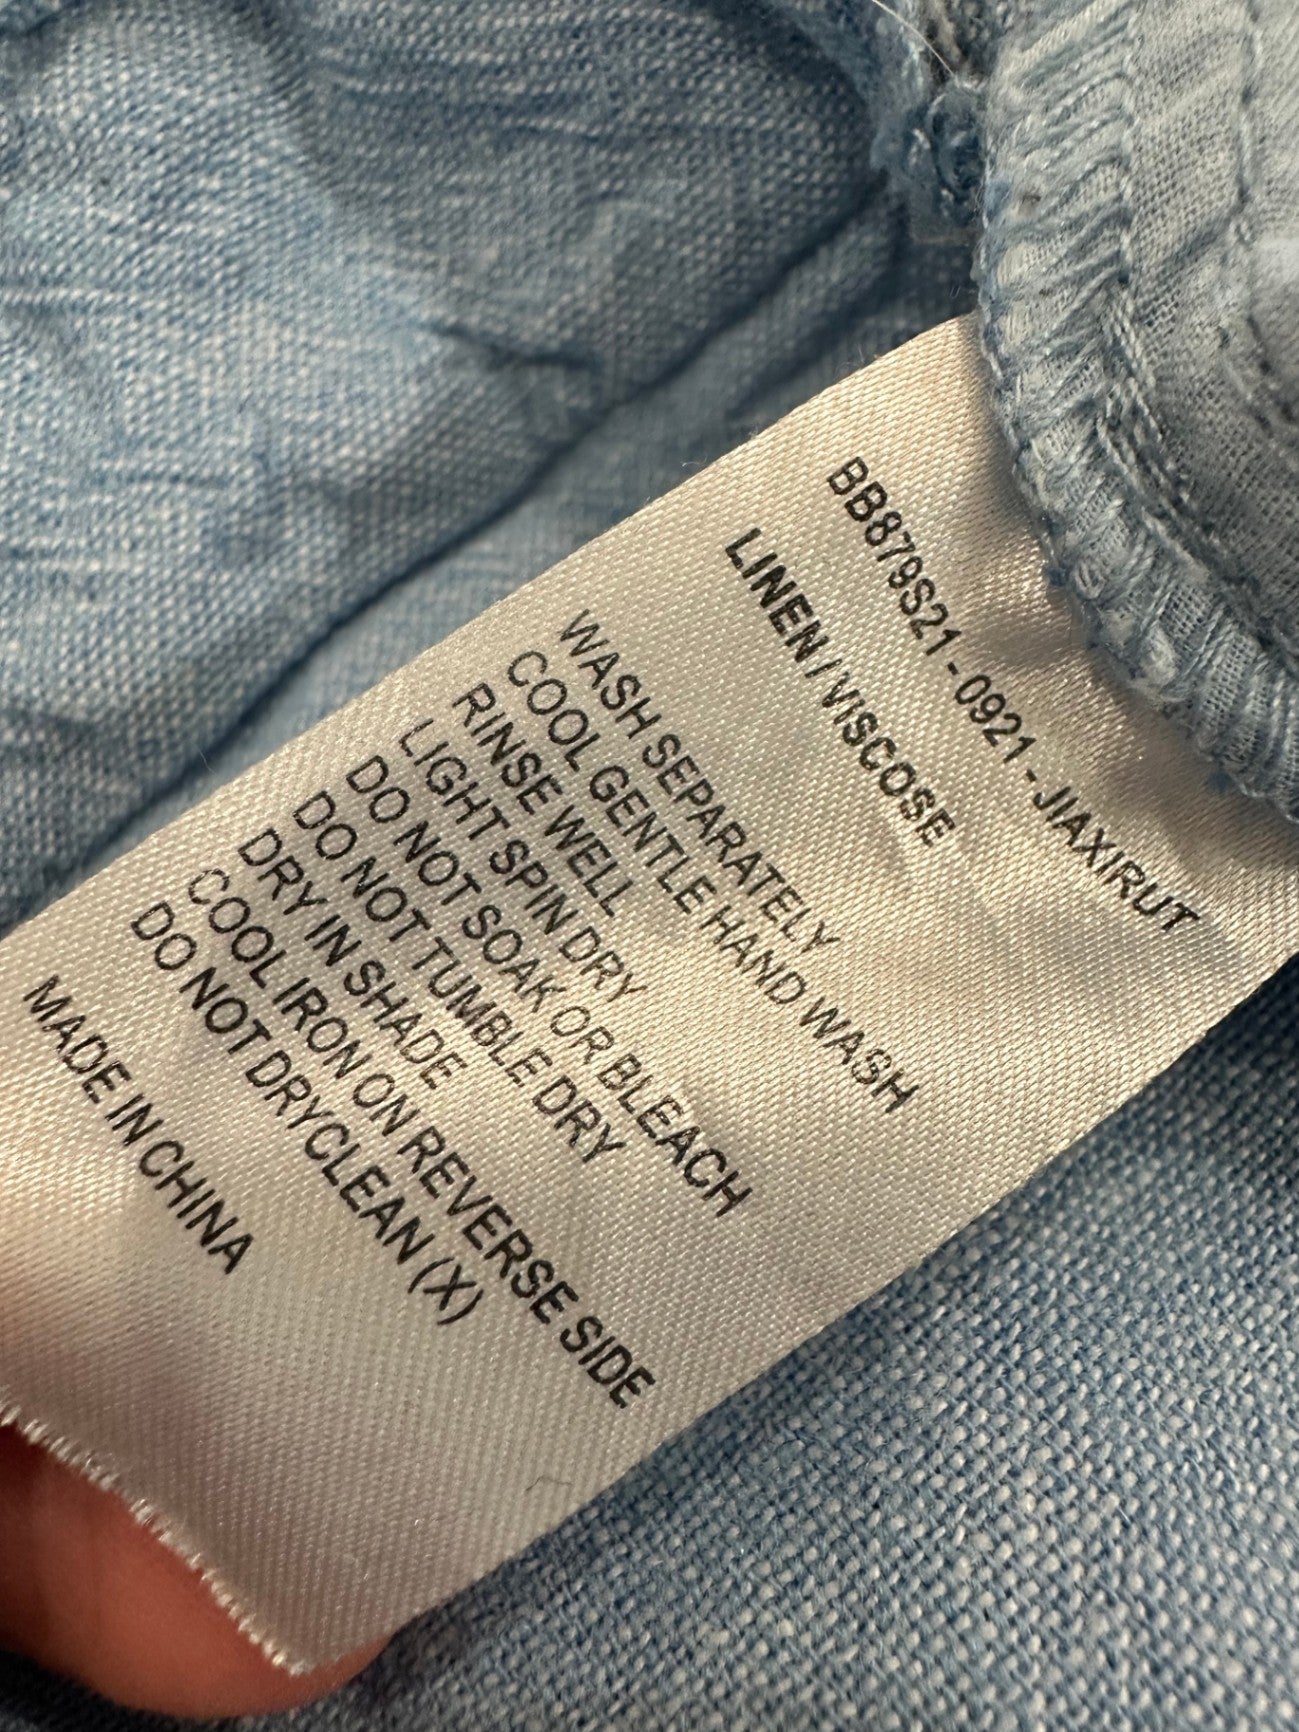 BB879S21 - 0921 - JIAXIRUT
LINEN / VISCOSE
WASH SEPARATELY
COOL GENTLE HAND WASH
RINSE WELL
LIGHT SPIN DRY
DO NOT SOAK OR BLEACH
DO NOT TUMBLE DRY
DRY IN SHADE
COOL IRON ON REVERSE SIDE
DO NOT DRYCLEAN (X)
MADE IN CHINA